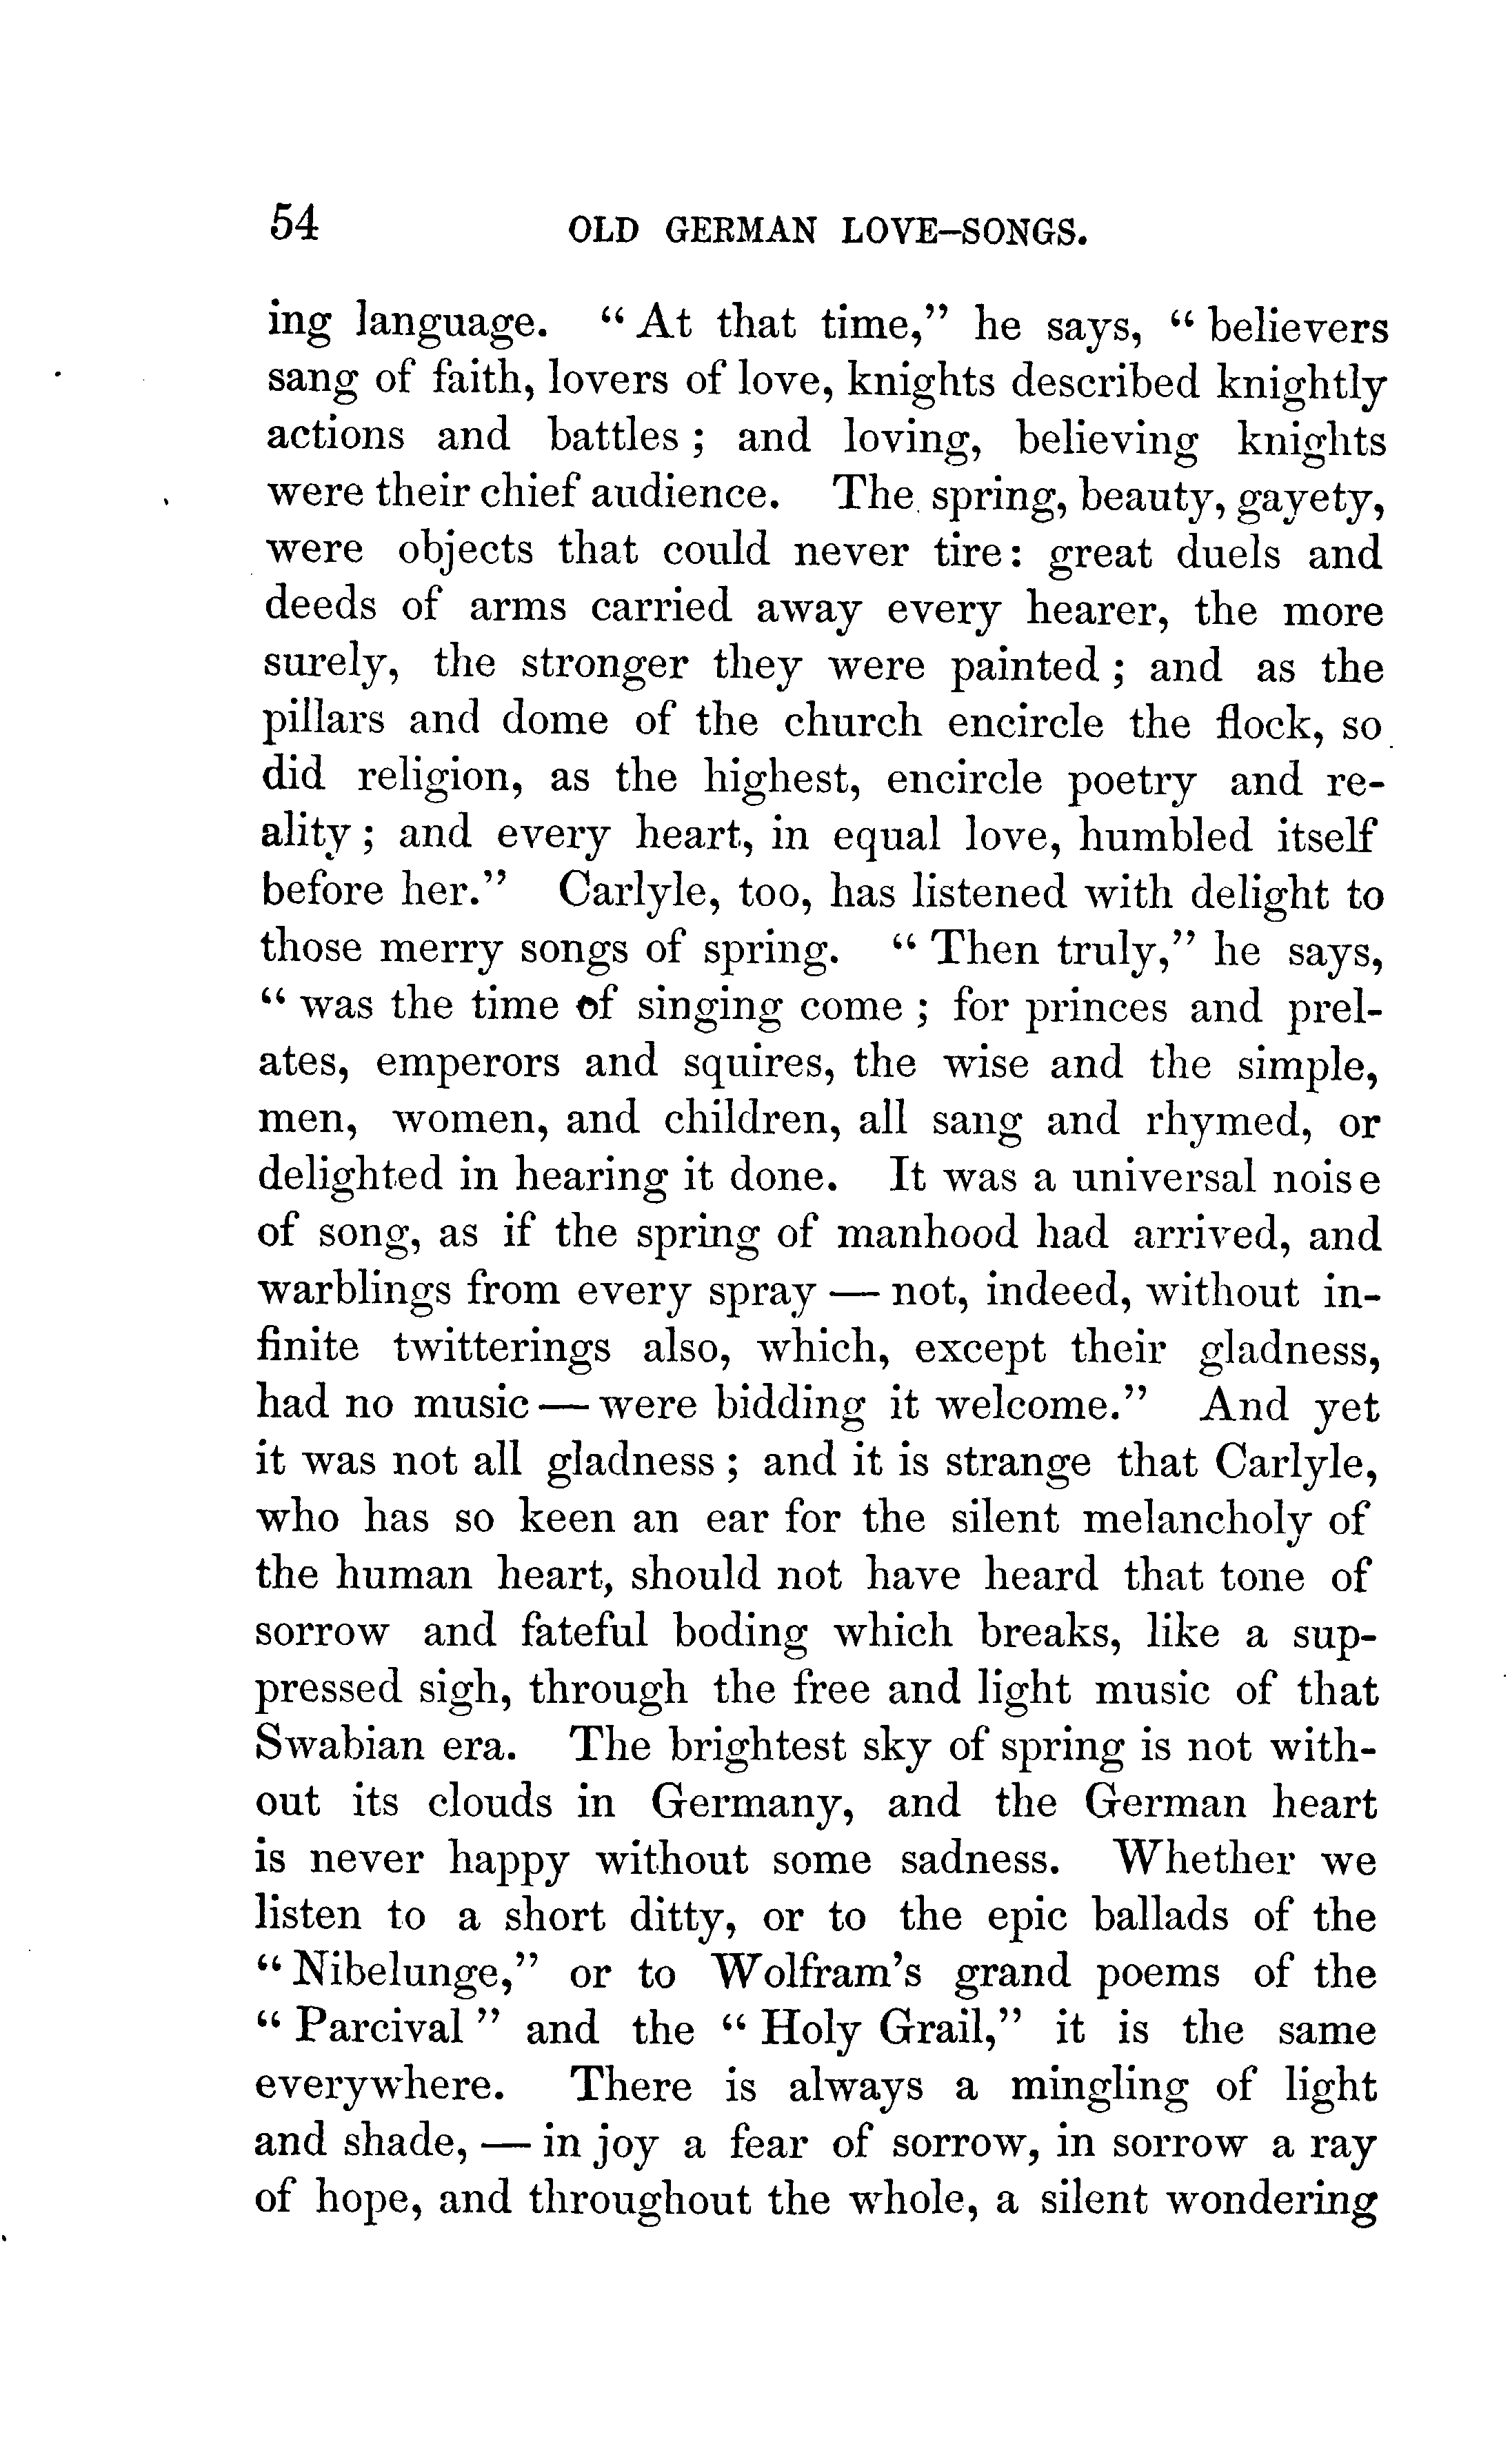 54 OLD GERMAN LOVE-SONGS.
ing language. " At that time," he says, " believers
sang of faith, lovers of love, knights described knightly
actions and battles ; and loving, believing knights
were their chief audience. The spring, beauty, gayety,
were objects that could never tire: great duels and
deeds of arms carried away every hearer, the more
surely, the stronger they were painted ; and as the
pillars and dome of the church encircle the flock, so
did religion, as the highest, encircle poetry and re-
ality ; and every heart, in equal love, humbled itself
before her." Carlyle, too, has listened with delight to
those merry songs of spring. " Then truly," he says,
" was the time of singing come ; for princes and prel-
ates, emperors and squires, the wise and the simple,
men, women, and children, all sang and rhymed, or
delighted in hearing it done. It was a universal noise
of song, as if the spring of manhood had arrived, and
warblings from every spray — not, indeed, without in-
finite twitterings also, which, except their gladness,
had no music — were bidding it welcome." And yet
it was not all gladness ; and it is strange that Carlyle,
who has so keen an ear for the silent melancholy of
the human heart, should not have heard that tone of
sorrow and fateful boding which breaks, like a sup-
pressed sigh, through the free and light music of that
Swabian era. The brightest sky of spring is not with-
out its clouds in Germany, and the German heart
is never happy without some sadness. Whether we
listen to a short ditty, or to the epic ballads of the
" Nibelunge," or to Wolfram's grand poems of the
" Parcival " and the " Holy Grail," it is the same
everywhere. There is always a mingling of light
and shade, — in joy a fear of sorrow, in sorrow a ray
of hope, and throughout the whole, a silent wondering